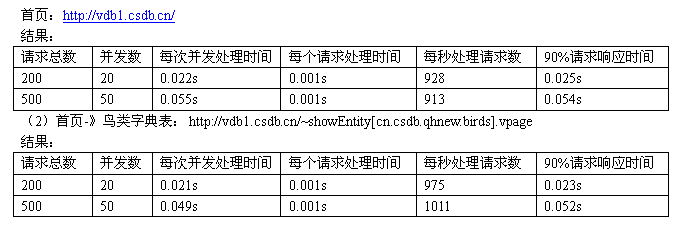 首页：http://vdb1.csdb.cn/
结果：
请求总数 并发数 每次并发处理时间 每个请求处理时间 每秒处理请求数 90%请求响应时间
200 20 0.022s 0.001s 928 0.025s
500 50 0.055s 0.001s 913 0.054s
（2）首页-》鸟类字典表：http://vdb1.csdb.cn/~showEntity[cn.csdb.qhnew.birds].vpage
结果：
请求总数 并发数 每次并发处理时间 每个请求处理时间 每秒处理请求数 90%请求响应时间
200 20 0.021s 0.001s 975 0.023s
500 50 0.049s 0.001s 1011 0.052s